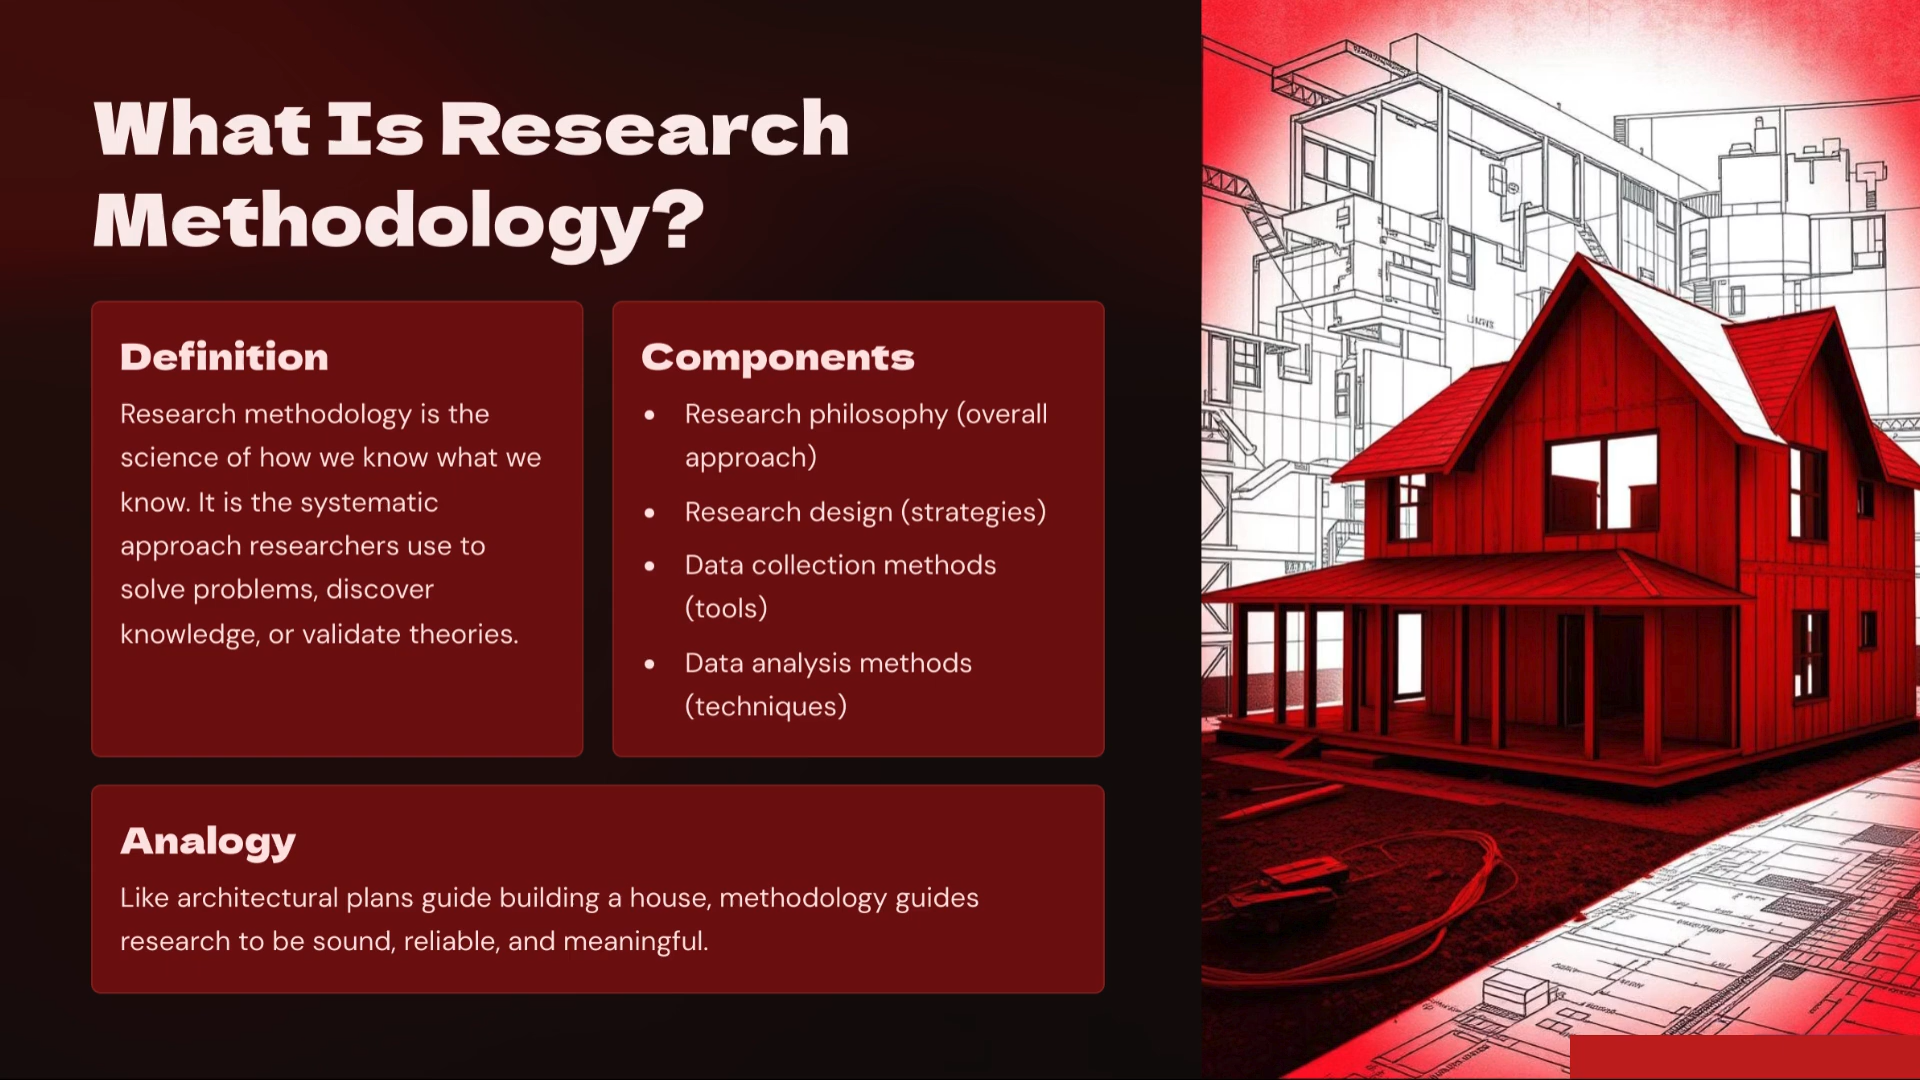 What Is Research
Methodology?
Definition
Research methodology is the
science of how we know what we
know. It is the systematic
approach researchers use to
solve problems, discover
knowledge, or validate theories.
Components
• Research philosophy (overall
approach)
• Research design (strategies)
• Data collection methods
(tools)
• Data analysis methods
(techniques)
Analogy
Like architectural plans guide building a house, methodology guides
research to be sound, reliable, and meaningful.